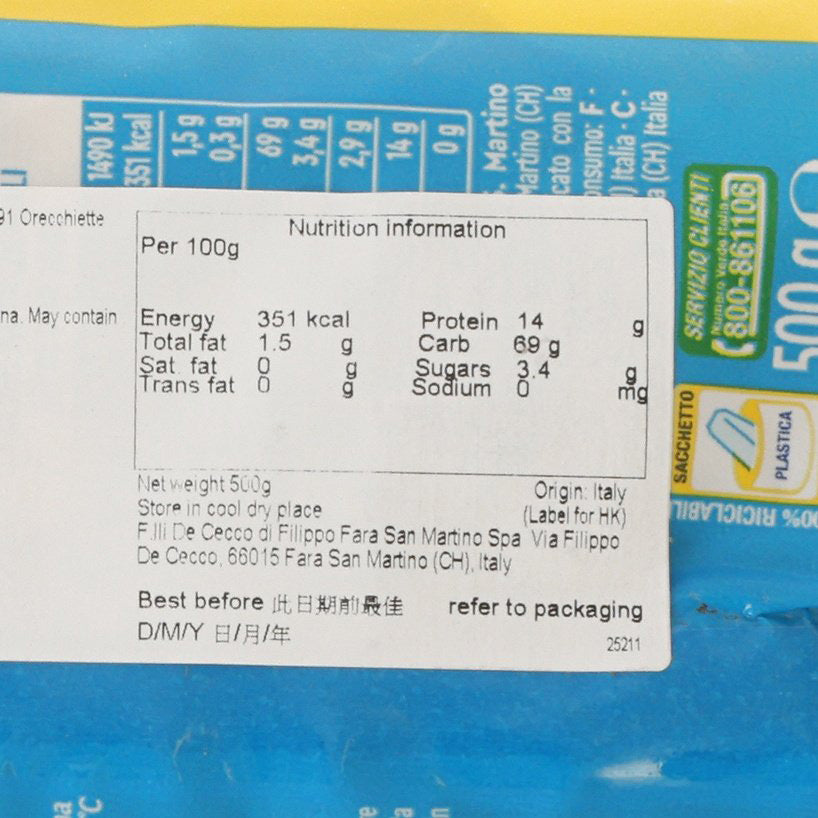 1490 kJ
351 kcal
1,5 g
0,3 g
69 g
3,4 g
2,9 g
14 g
0 g
. Martino
Martino (CH)
cato con la
onsumo: F ·
) Italia · C ·
a (CH) Italia
SERVIZIO CLIENTI
Numero Verde Italia
800-861106
500 g
SACCHETTO
PLASTICA
100% RICICLABIL
91 Orecchiette
na. May contain
Nutrition information
Per 100g
Energy 351 kcal Protein 14 g
Total fat 1.5 g Carb 69 g
Sat. fat 0 g Sugars 3.4 g
Trans fat 0 g Sodium 0 mg
Net weight 500g Origin: Italy
Store in cool dry place (Label for HK)
F.lli De Cecco di Filippo Fara San Martino Spa Via Filippo
De Cecco, 66015 Fara San Martino (CH), Italy
Best before 此日期前最佳 refer to packaging
D/M/Y 日/月/年
25211